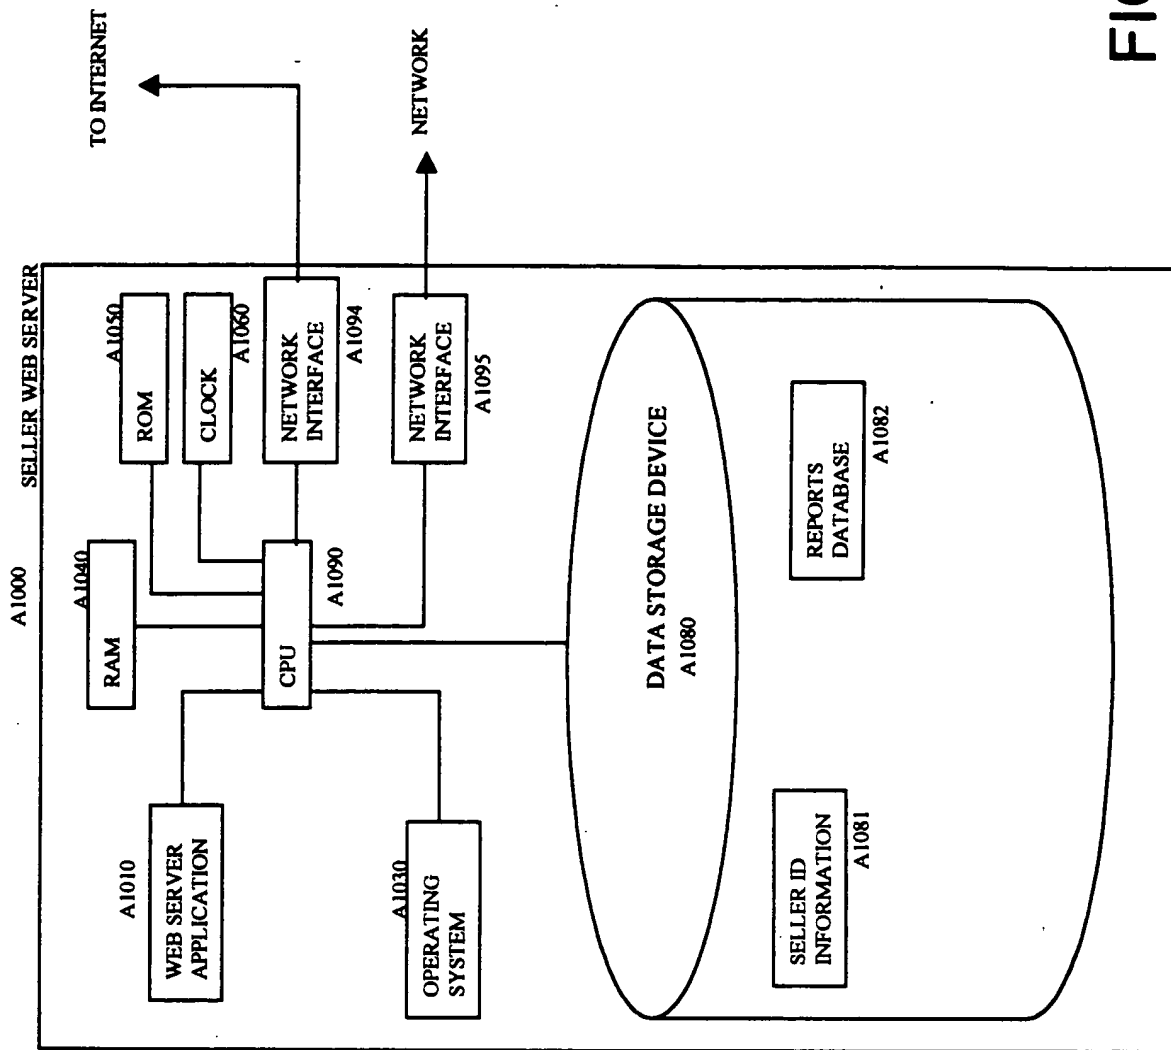 A1000
SELLER WEB SERVER
TO INTERNET
NETWORK
A1010
WEB SERVER
APPLICATION
A1040
RAM
A1050
ROM
A1060
CLOCK
CPU
A1090
NETWORK
INTERFACE
A1094
A1030
OPERATING
SYSTEM
NETWORK
INTERFACE
A1095
DATA STORAGE DEVICE
A1080
SELLER ID
INFORMATION
A1081
REPORTS
DATABASE
A1082